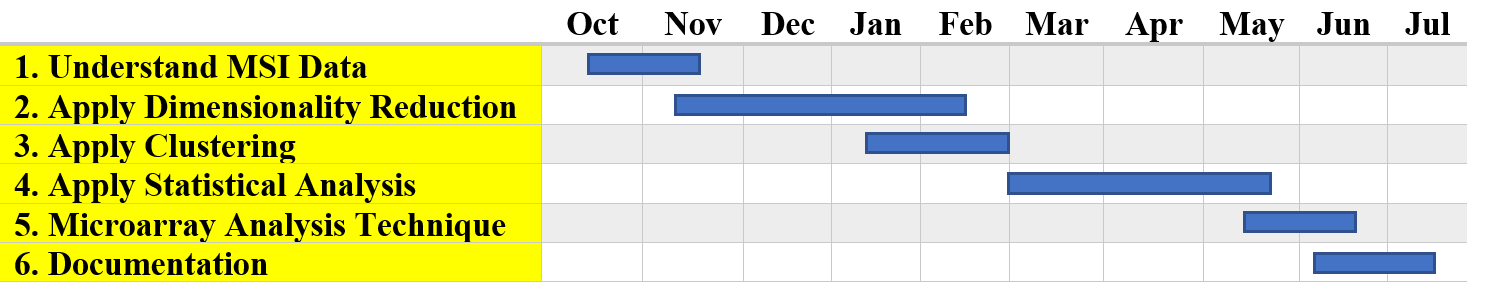 Oct Nov Dec Jan Feb Mar Apr May Jun Jul
1. Understand MSI Data
2. Apply Dimensionality Reduction
3. Apply Clustering
4. Apply Statistical Analysis
5. Microarray Analysis Technique
6. Documentation